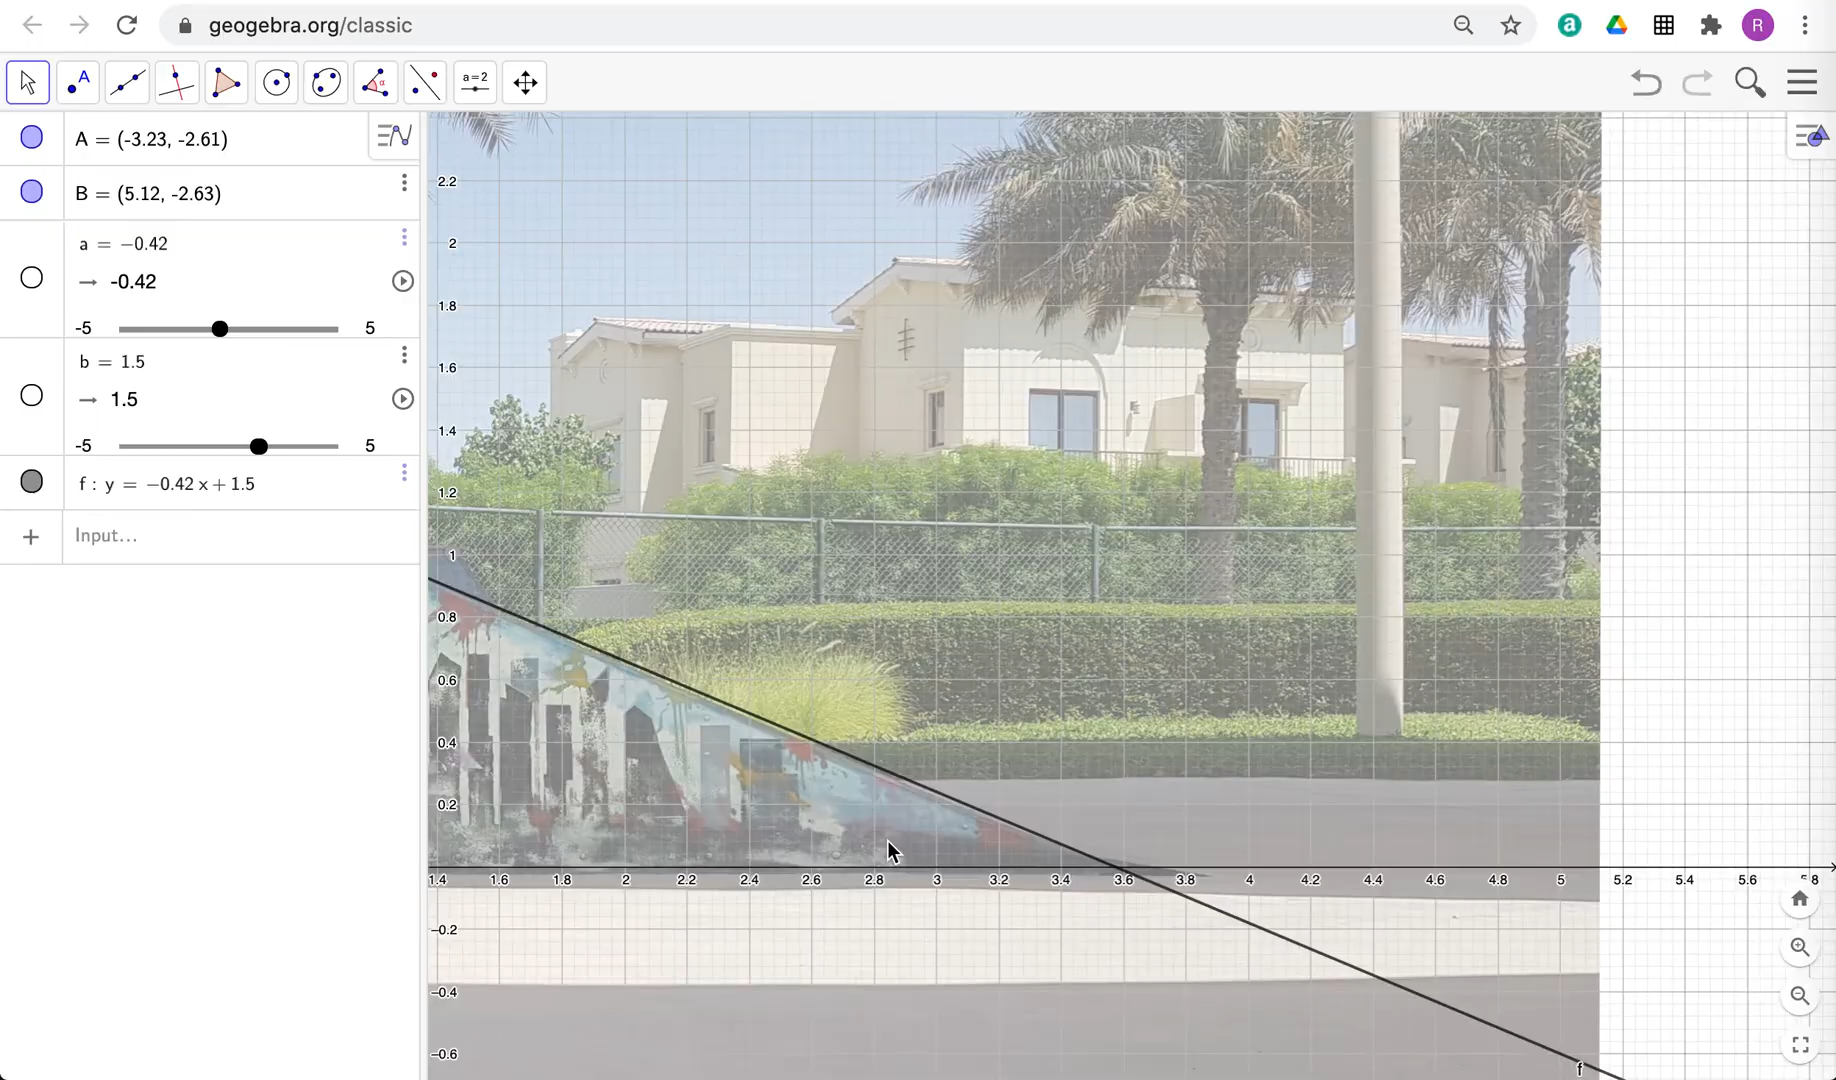 geogebra.org/classic
R
A
α
a=2
A = (-3.23, -2.61)
B = (5.12, -2.63)
a = −0.42
→ -0.42
-5 5
b = 1.5
→ 1.5
-5 5
f : y = −0.42 x + 1.5
+ Input…
2.2
2
1.8
1.6
1.4
1.2
1
0.8
0.6
0.4
0.2
1.4 1.6 1.8 2 2.2 2.4 2.6 2.8 3 3.2 3.4 3.6 3.8 4 4.2 4.4 4.6 4.8 5 5.2 5.4 5.6 5.8
−0.2
−0.4
−0.6
f